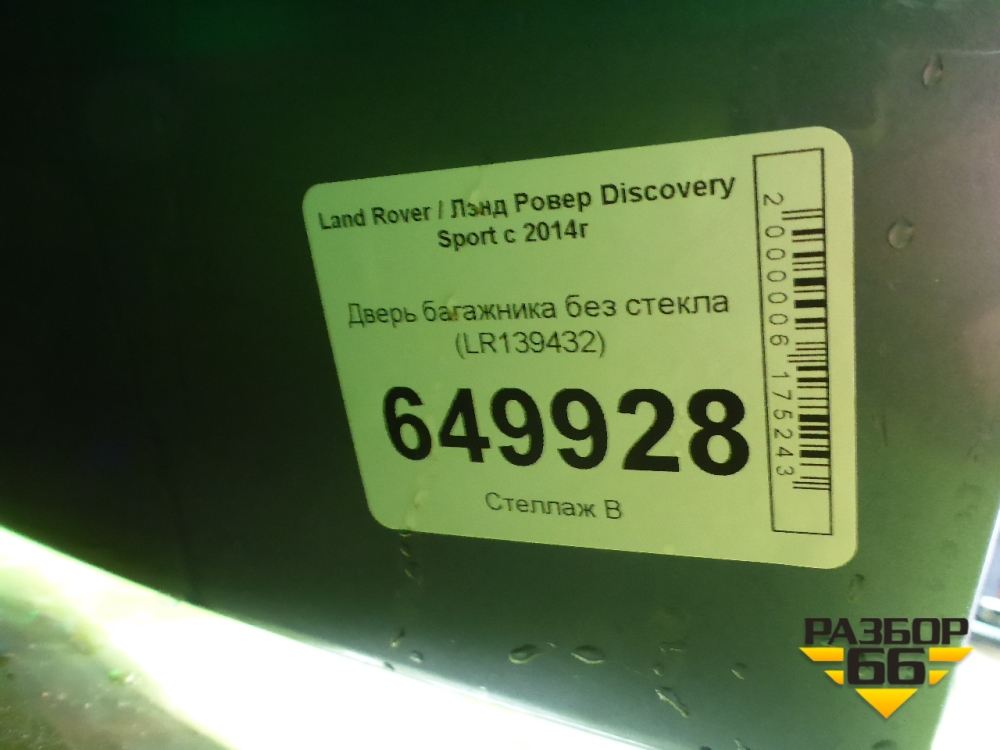 Land Rover / Лэнд Ровер Discovery
Sport с 2014г
Дверь багажника без стекла
(LR139432)
649928
Стеллаж В
2000006175243
РАЗБОР
66